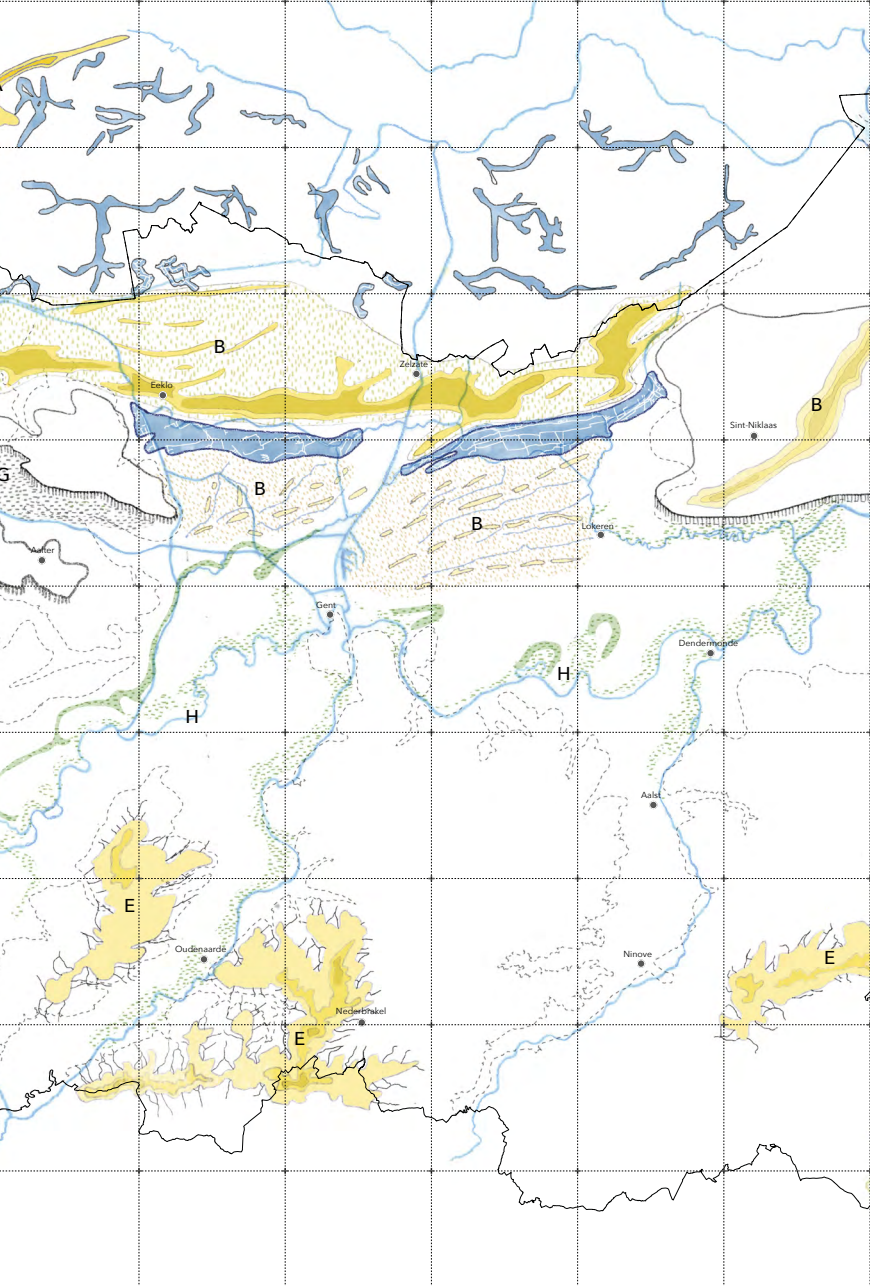 B
Zelzate
Eeklo
B
Sint-Niklaas
G
B
B
Lokeren
Aalter
Gent
Dendermonde
H
H
Aalst
E
Oudenaarde
Ninove
E
Nederbrakel
E